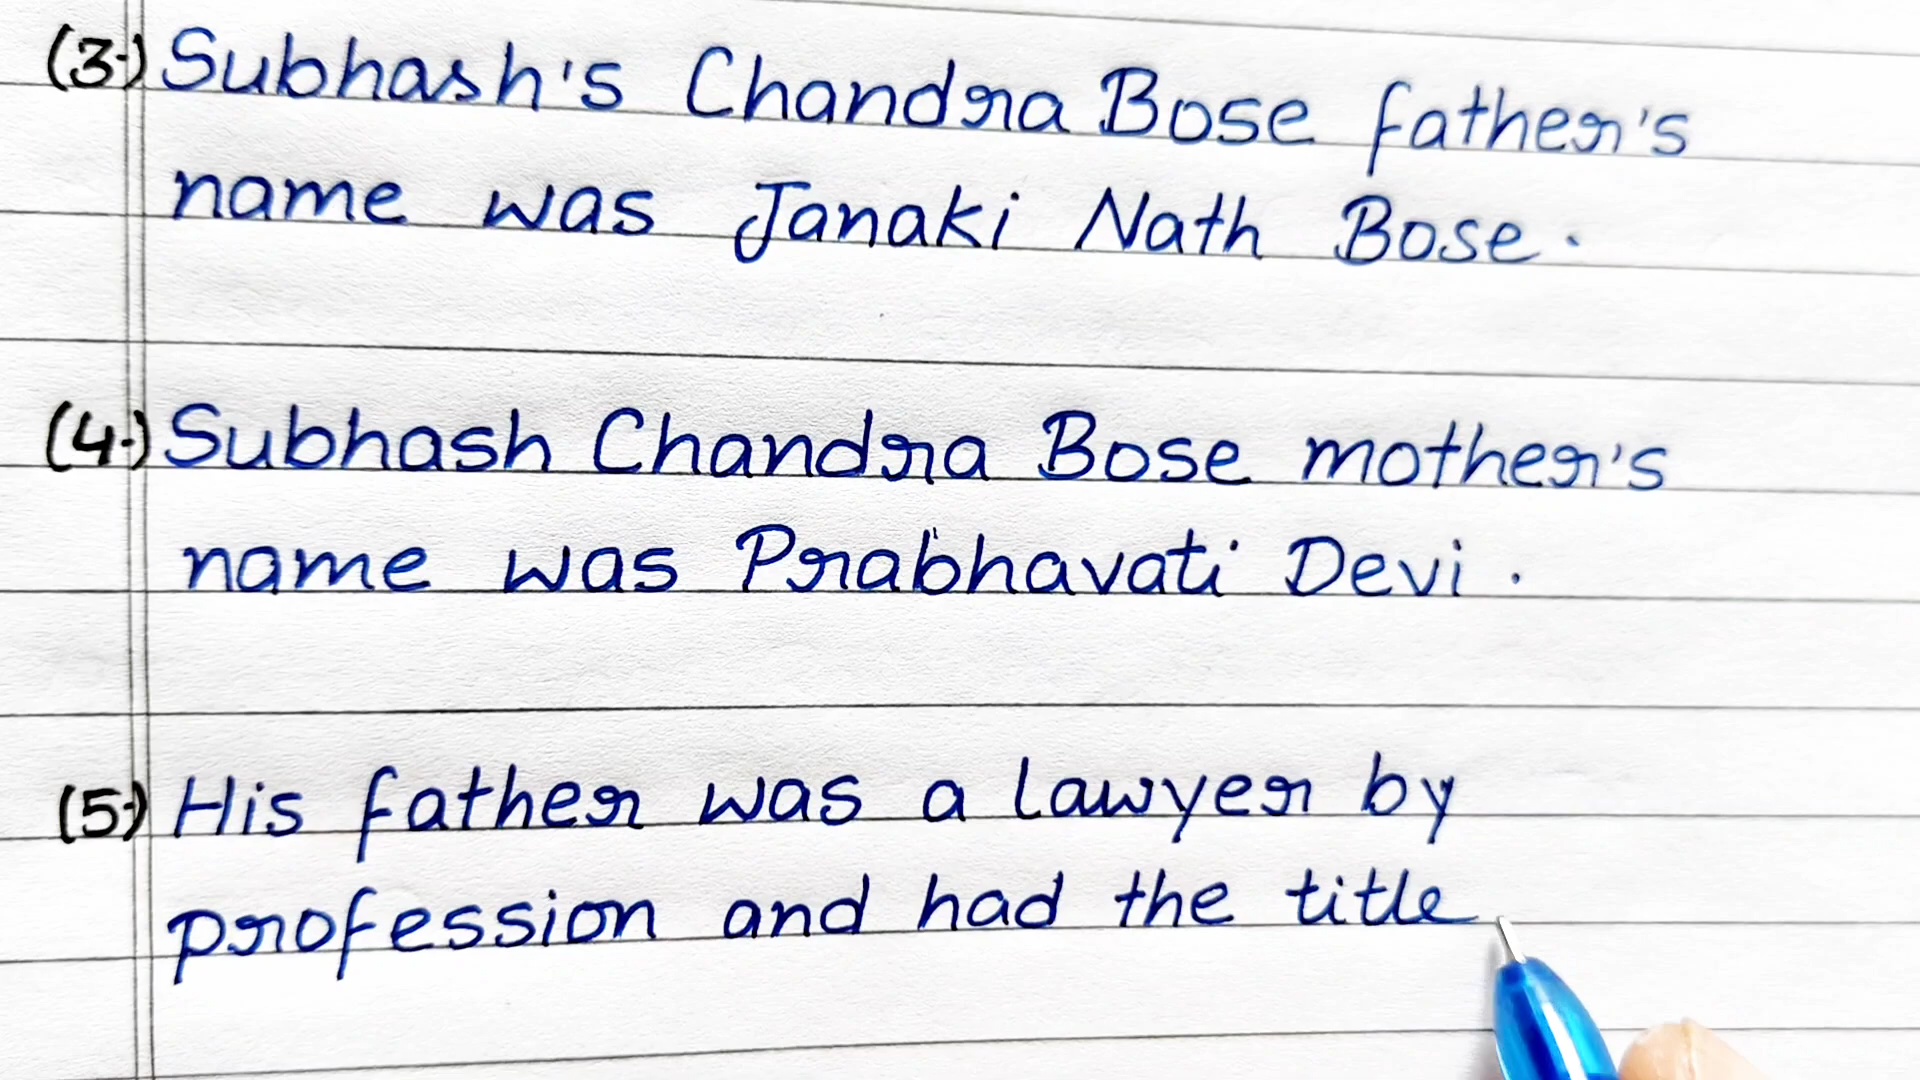 (3.) Subhash's Chandra Bose father's
name was Janaki Nath Bose.
(4.) Subhash Chandra Bose mother's
name was Prabhavati Devi.
(5.) His father was a lawyer by
profession and had the title